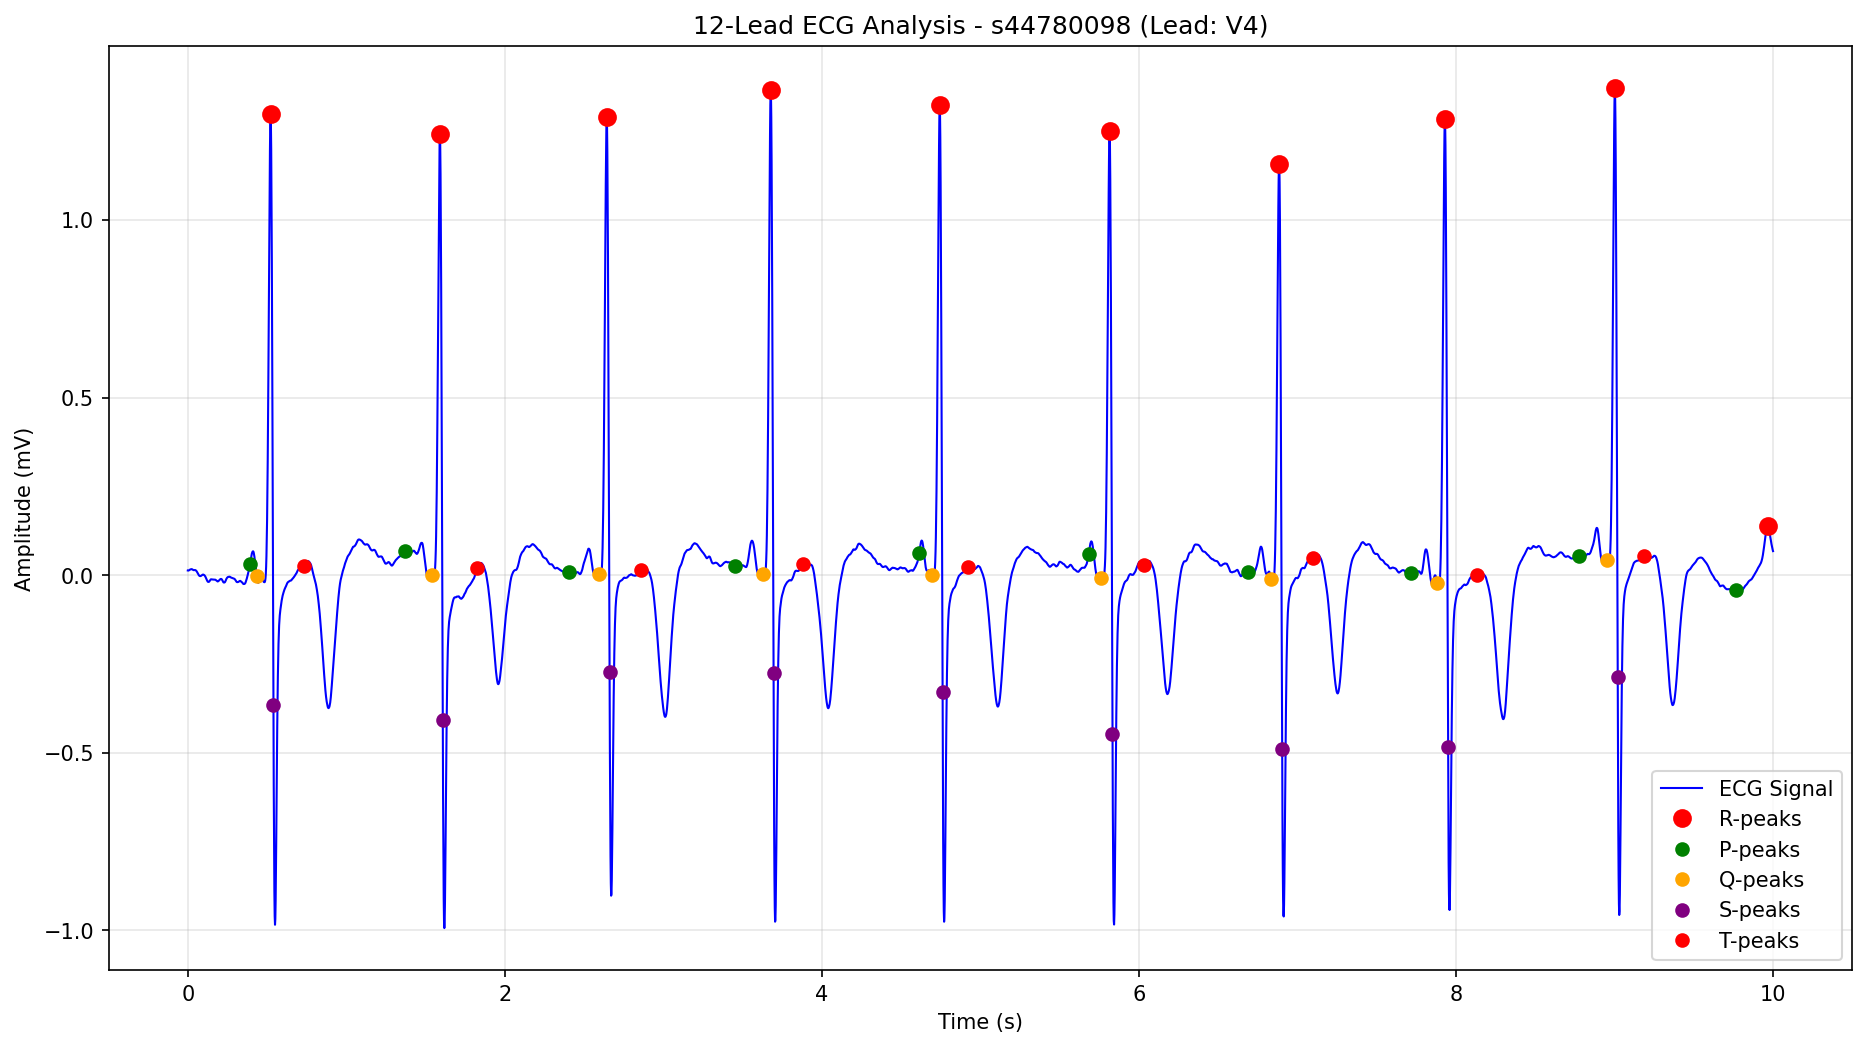 12-Lead ECG Analysis - s44780098 (Lead: V4)
Amplitude (mV)
1.0
0.5
0.0
−0.5
−1.0
0 2 4 6 8 10
Time (s)
ECG Signal
R-peaks
P-peaks
Q-peaks
S-peaks
T-peaks